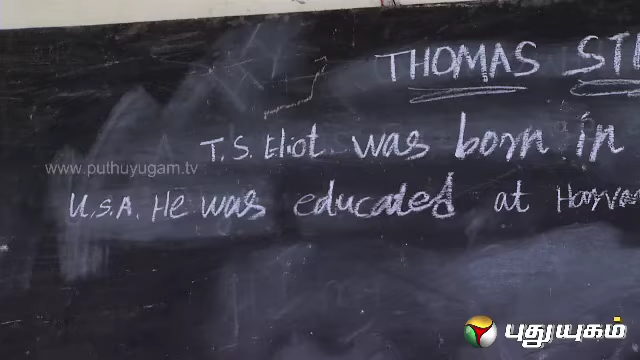 THOMAS
T. S. Eliot was born in
www.puthuyugam.tv
U.S.A. He was educated at
புதுயுகம்